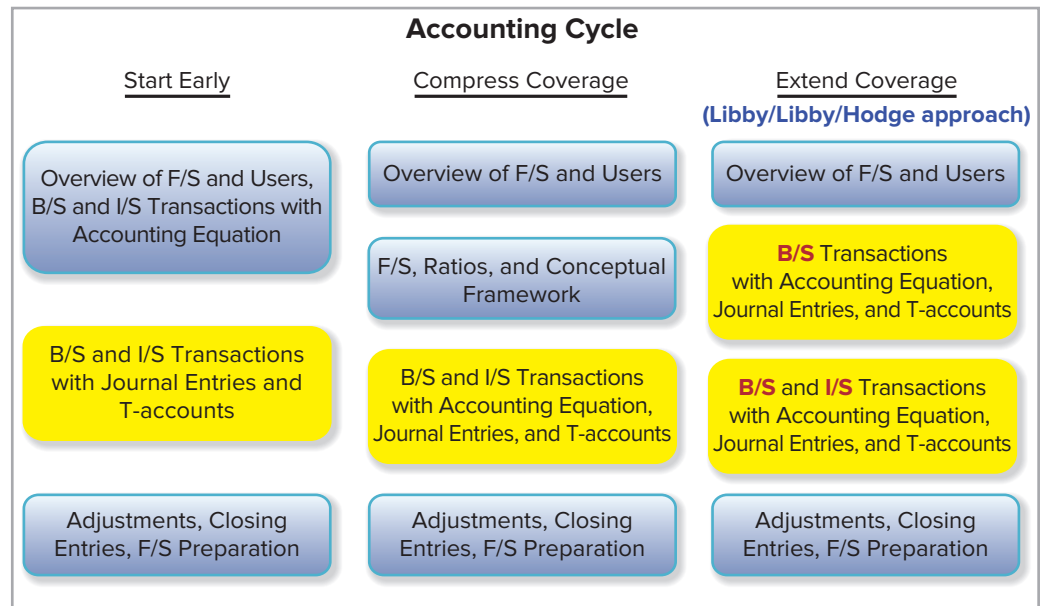 Accounting Cycle
Start Early
Overview of F/S and Users,
B/S and I/S Transactions with
Accounting Equation
B/S and I/S Transactions
with Journal Entries and
T-accounts
Adjustments, Closing
Entries, F/S Preparation
Compress Coverage
Overview of F/S and Users
F/S, Ratios, and Conceptual
Framework
B/S and I/S Transactions
with Accounting Equation,
Journal Entries, and T-accounts
Adjustments, Closing
Entries, F/S Preparation
Extend Coverage
(Libby/Libby/Hodge approach)
Overview of F/S and Users
B/S Transactions
with Accounting Equation,
Journal Entries, and T-accounts
B/S and I/S Transactions
with Accounting Equation,
Journal Entries, and T-accounts
Adjustments, Closing
Entries, F/S Preparation